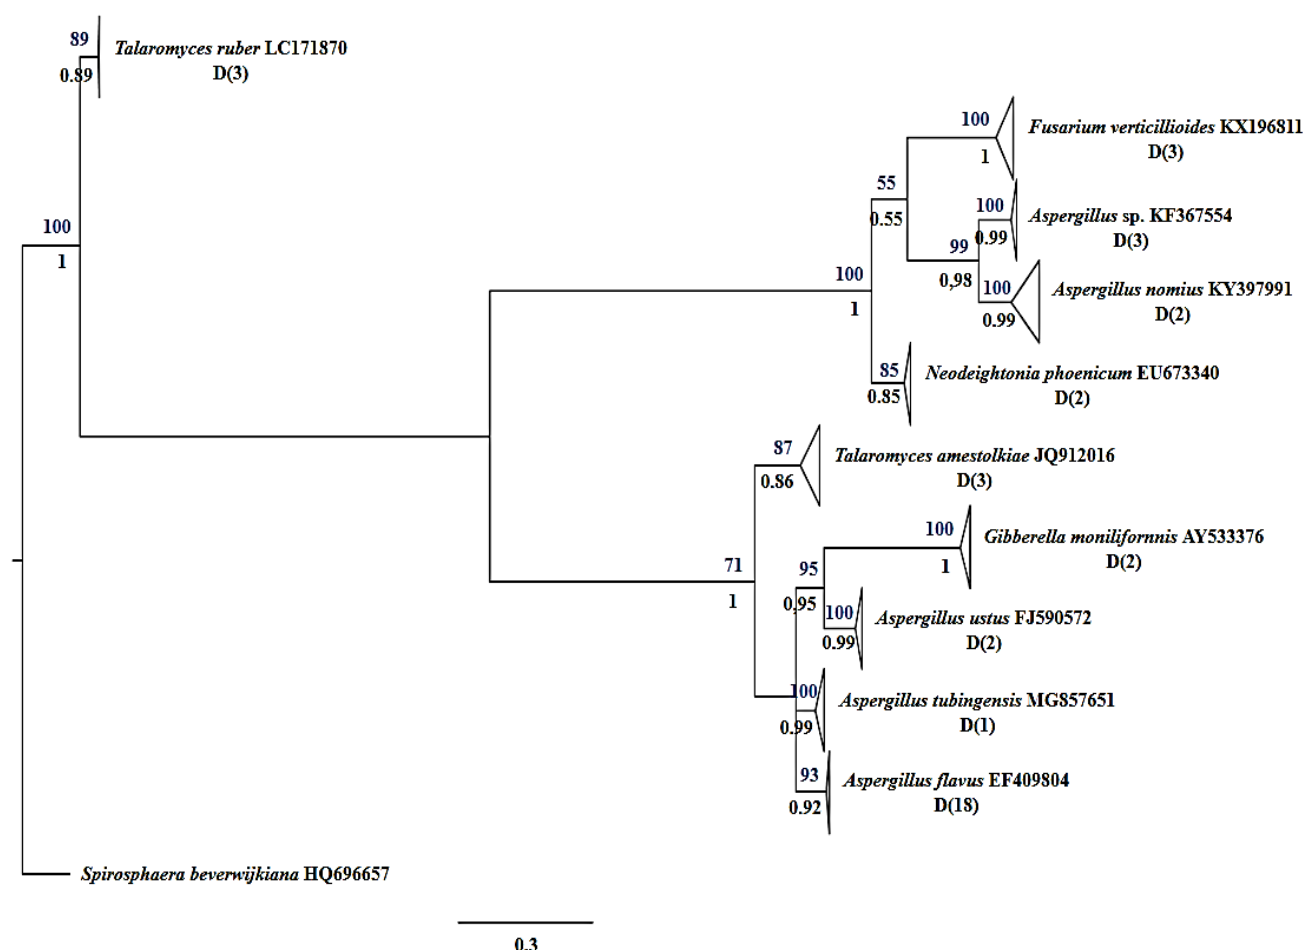 89
Talaromyces ruber LC171870
0.89
D(3)
100
Fusarium verticillioides KX196811
1
D(3)
55
0.55
100
Aspergillus sp. KF367554
0.99
D(3)
100
1
99
0,98
100
Aspergillus nomius KY397991
0.99
D(2)
100
1
85
Neodeightonia phoenicum EU673340
0.85
D(2)
87
Talaromyces amestolkiae JQ912016
0.86
D(3)
100
Gibberella monilifornnis AY533376
1
D(2)
71
1
95
0,95
100
Aspergillus ustus FJ590572
0.99
D(2)
100
Aspergillus tubingensis MG857651
0.99
D(1)
93
Aspergillus flavus EF409804
0.92
D(18)
Spirosphaera beverwijkiana HQ696657
0.3